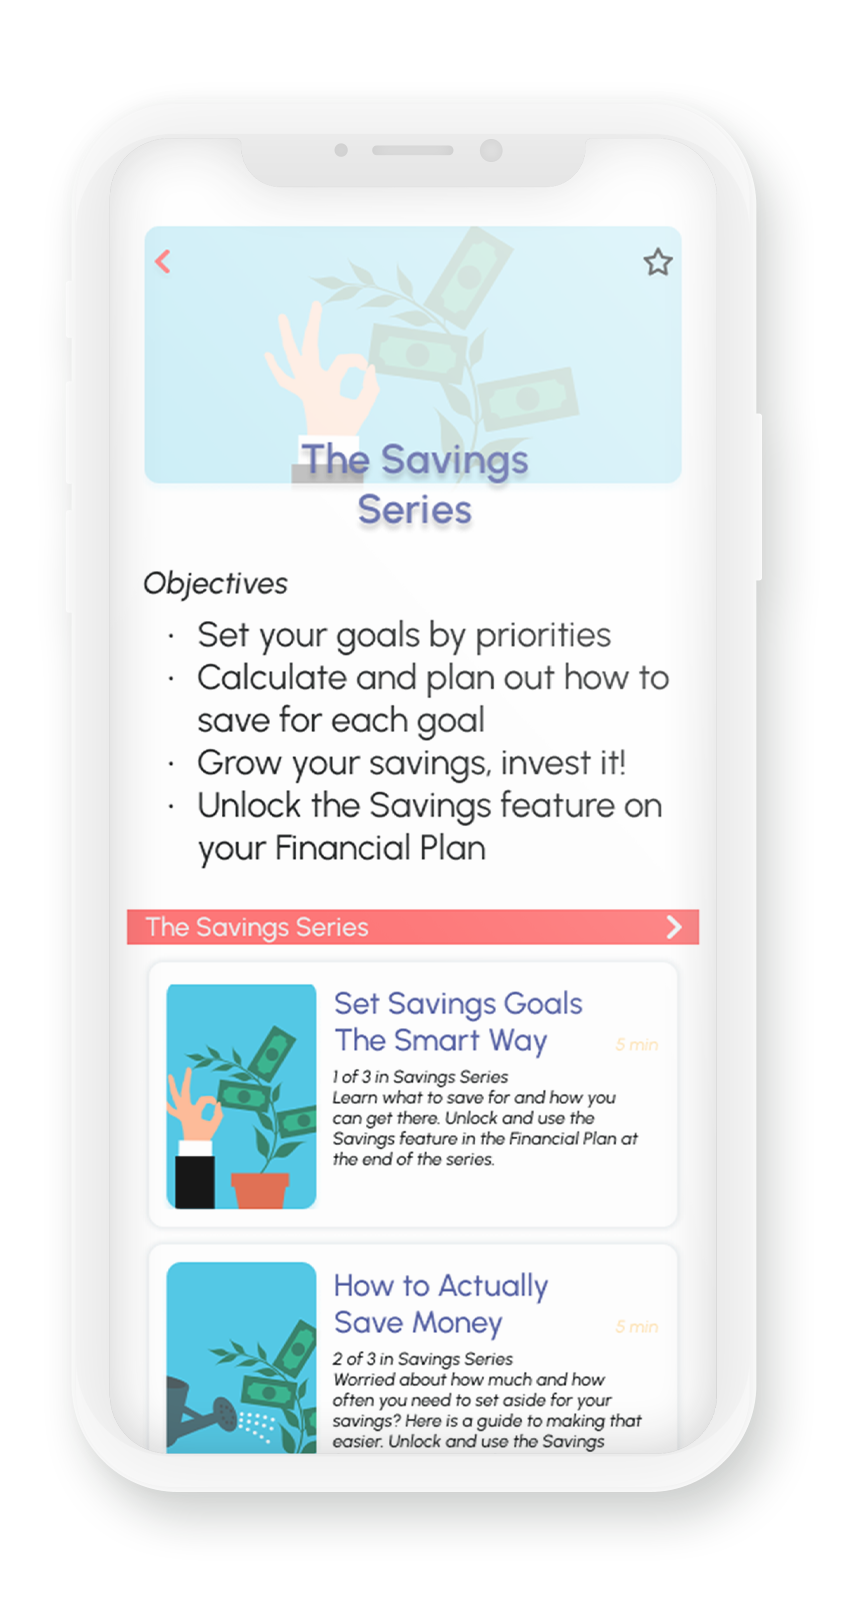 The Savings
Series
Objectives
· Set your goals by priorities
· Calculate and plan out how to
save for each goal
· Grow your savings, invest it!
· Unlock the Savings feature on
your Financial Plan
The Savings Series
Set Savings Goals
The Smart Way
5 min
1 of 3 in Savings Series
Learn what to save for and how you
can get there. Unlock and use the
Savings feature in the Financial Plan at
the end of the series.
How to Actually
Save Money
5 min
2 of 3 in Savings Series
Worried about how much and how
often you need to set aside for your
savings? Here is a guide to making that
easier. Unlock and use the Savings